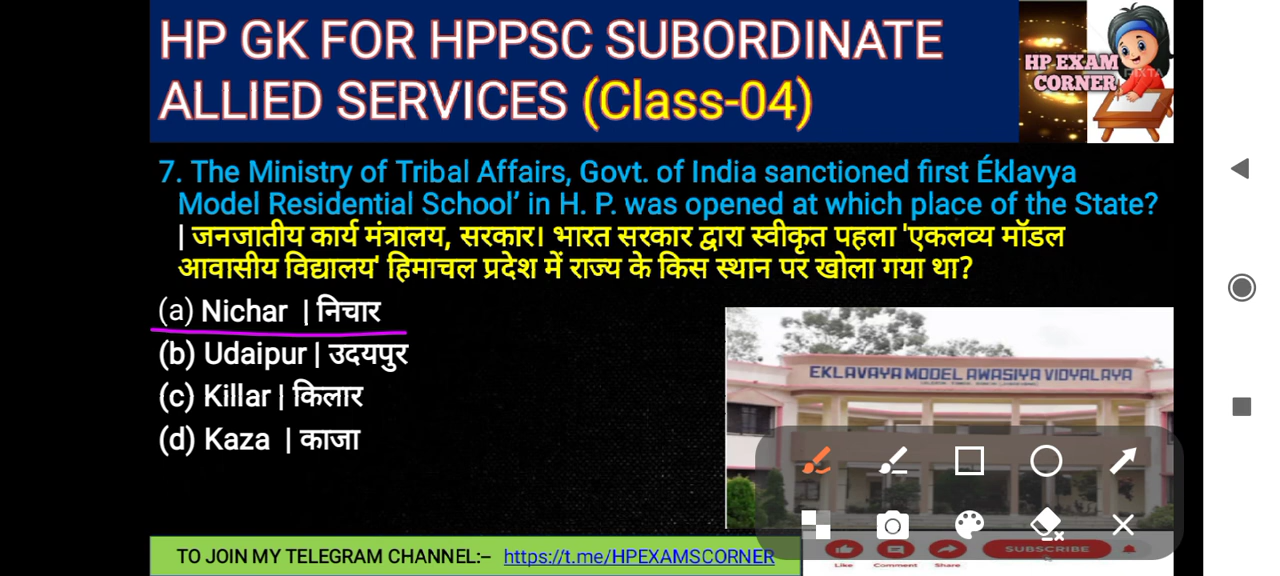 HP GK FOR HPPSC SUBORDINATE
ALLIED SERVICES (Class-04)
HP EXAM
CORNER
7. The Ministry of Tribal Affairs, Govt. of India sanctioned first Éklavya
Model Residential School’ in H. P. was opened at which place of the State?
| जनजातीय कार्य मंत्रालय, सरकार। भारत सरकार द्वारा स्वीकृत पहला 'एकलव्य मॉडल
आवासीय विद्यालय' हिमाचल प्रदेश में राज्य के किस स्थान पर खोला गया था?
(a) Nichar | निचार
(b) Udaipur | उदयपुर
(c) Killar | किलार
(d) Kaza | काजा
EKLAVAYA MODEL AWASIYA VIDYALAYA
TO JOIN MY TELEGRAM CHANNEL:– https://t.me/HPEXAMSCORNER
SUBSCRIBE
Like Comment Share